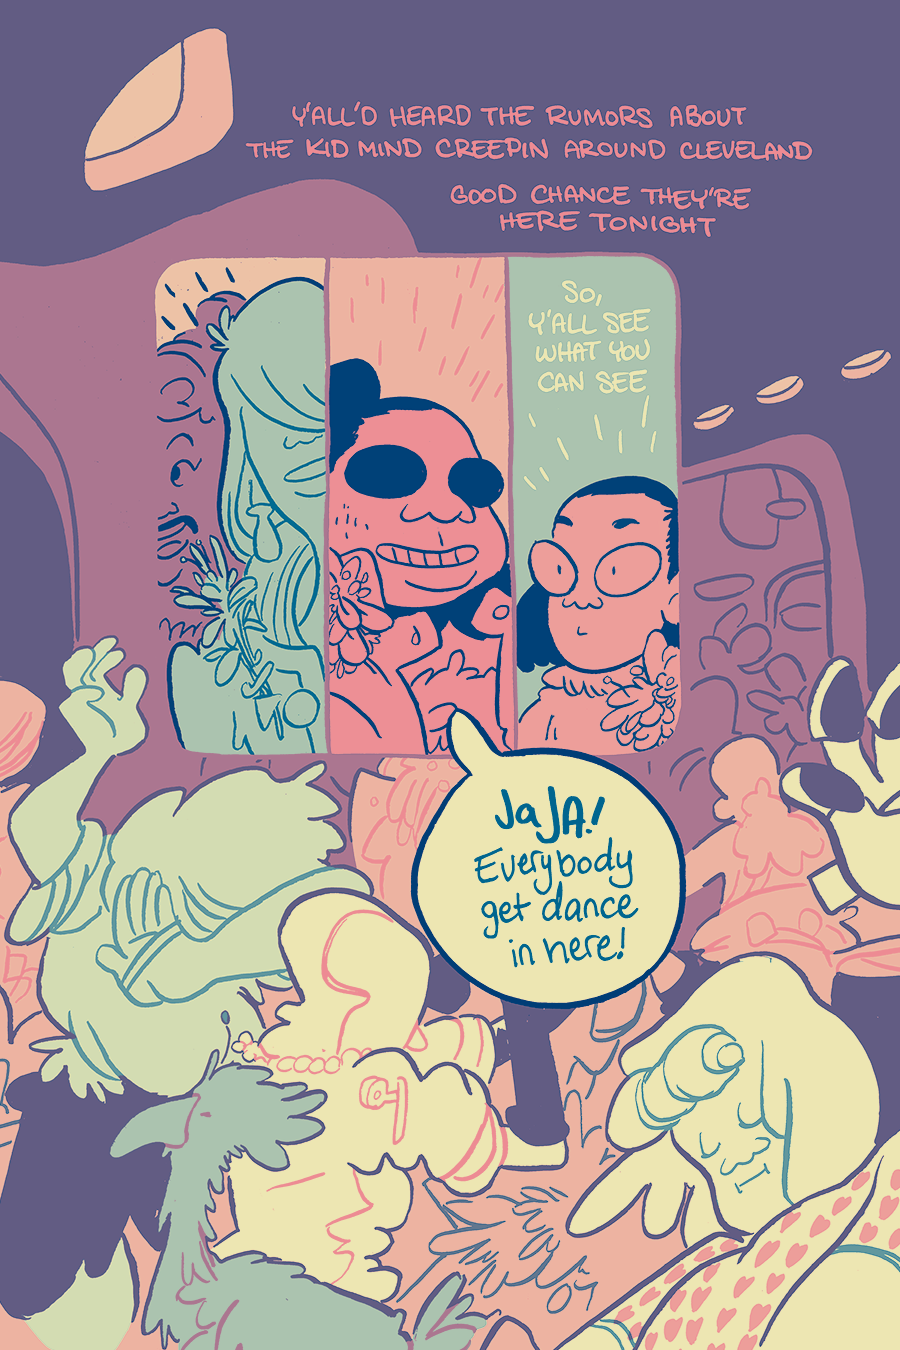 Y'ALL'D HEARD THE RUMORS ABOUT
THE KID MIND CREEPIN AROUND CLEVELAND
GOOD CHANCE THEY'RE
HERE TONIGHT
SO,
Y'ALL SEE
WHAT YOU
CAN SEE
JaJA!
Everybody
get dance
in here!